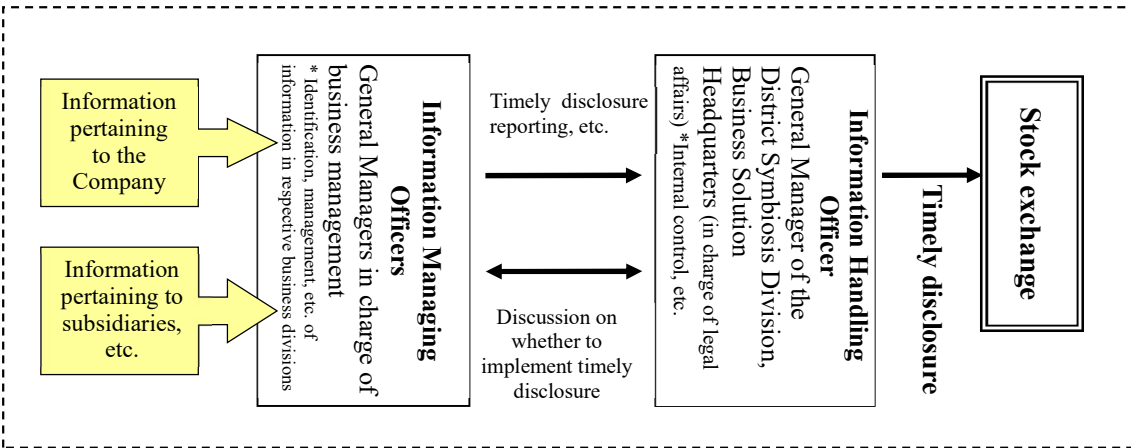 Information
pertaining
to the
Company
Information
pertaining to
subsidiaries,
etc.
Information Managing
Officers
General Managers in charge of
business management
* Identification, management, etc. of
information in respective business divisions
Timely disclosure
reporting, etc.
Discussion on
whether to
implement timely
disclosure
Information Handling
Officer
General Manager of the
District Symbiosis Division,
Business Solution
Headquarters (in charge of legal
affairs) *Internal control, etc.
Timely disclosure
Stock exchange